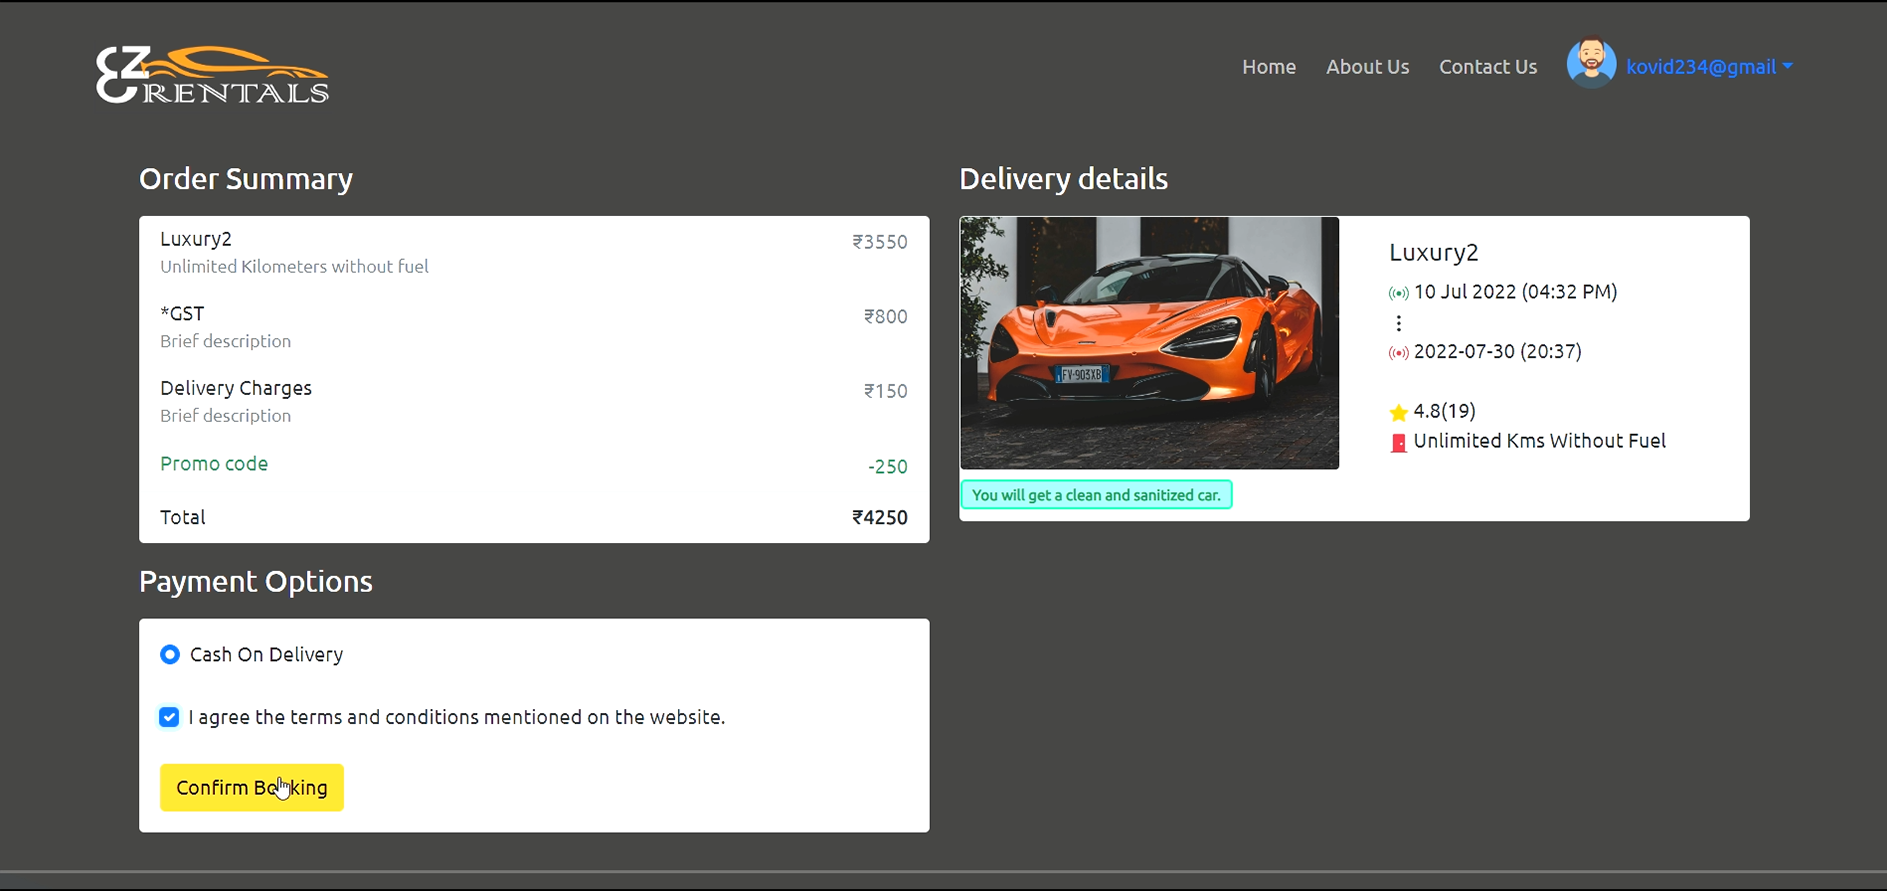 EZ
RENTALS
Home
About Us
Contact Us
kovid234@gmail
Order Summary
Luxury2
₹3550
Unlimited Kilometers without fuel
*GST
₹800
Brief description
Delivery Charges
₹150
Brief description
Promo code
-250
Total
₹4250
Payment Options
Cash On Delivery
I agree the terms and conditions mentioned on the website.
Confirm Booking
Delivery details
FV·903XB
You will get a clean and sanitized car.
Luxury2
10 Jul 2022 (04:32 PM)
2022-07-30 (20:37)
4.8(19)
Unlimited Kms Without Fuel